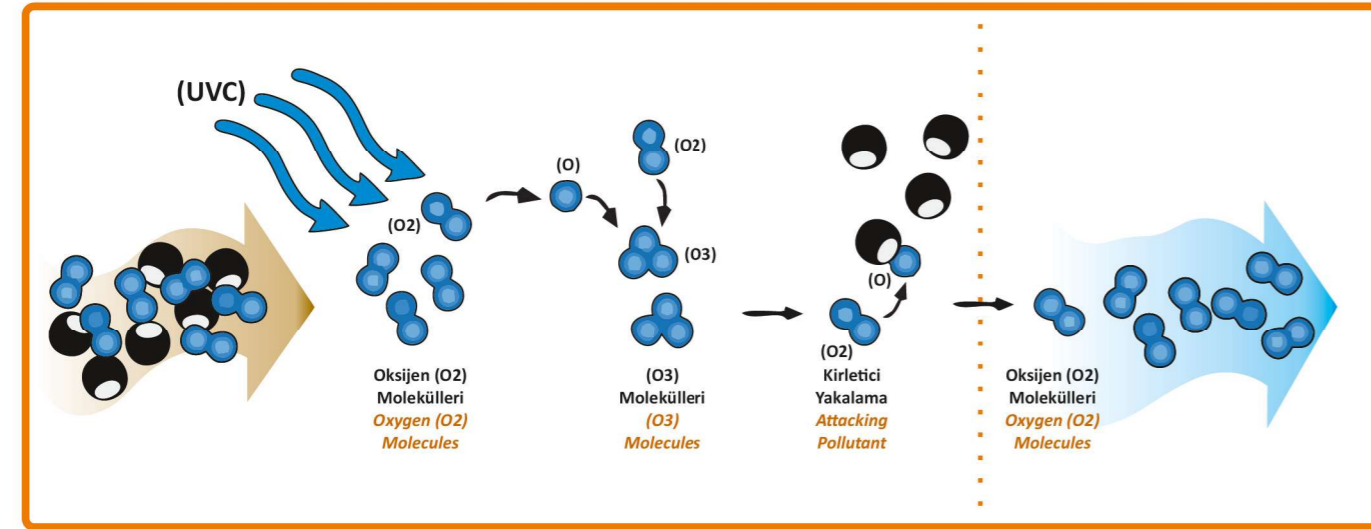 (UVC)
(O2)
(O)
(O2)
(O3)
(O)
(O2)
Oksijen (O2)
Molekülleri
Oxygen (O2)
Molecules
(O3)
Molekülleri
(O3)
Molecules
Kirletici
Yakalama
Attacking
Pollutant
Oksijen (O2)
Molekülleri
Oxygen (O2)
Molecules